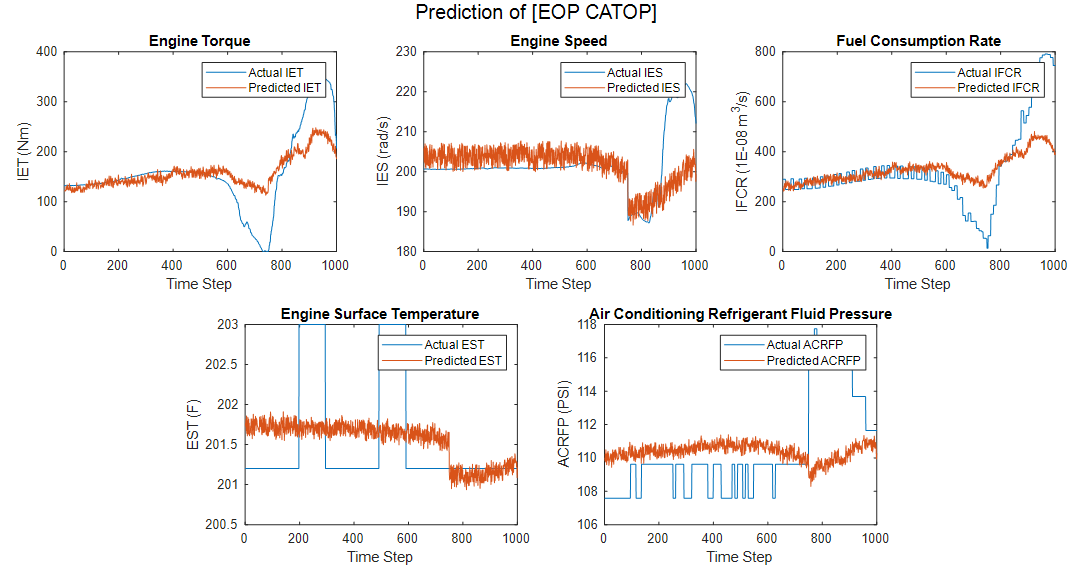 Prediction of [EOP CATOP]
Engine Torque
400
300
200
100
0
IET (Nm)
Actual IET
Predicted IET
0 200 400 600 800 1000
Time Step
Engine Speed
230
220
210
200
190
180
IES (rad/s)
Actual IES
Predicted IES
0 200 400 600 800 1000
Time Step
Fuel Consumption Rate
800
600
400
200
0
IFCR (1E-08 m³/s)
Actual IFCR
Predicted IFCR
0 200 400 600 800 1000
Time Step
Engine Surface Temperature
203
202.5
202
201.5
201
200.5
EST (F)
Actual EST
Predicted EST
0 200 400 600 800 1000
Time Step
Air Conditioning Refrigerant Fluid Pressure
118
116
114
112
110
108
106
ACRFP (PSI)
Actual ACRFP
Predicted ACRFP
0 200 400 600 800 1000
Time Step